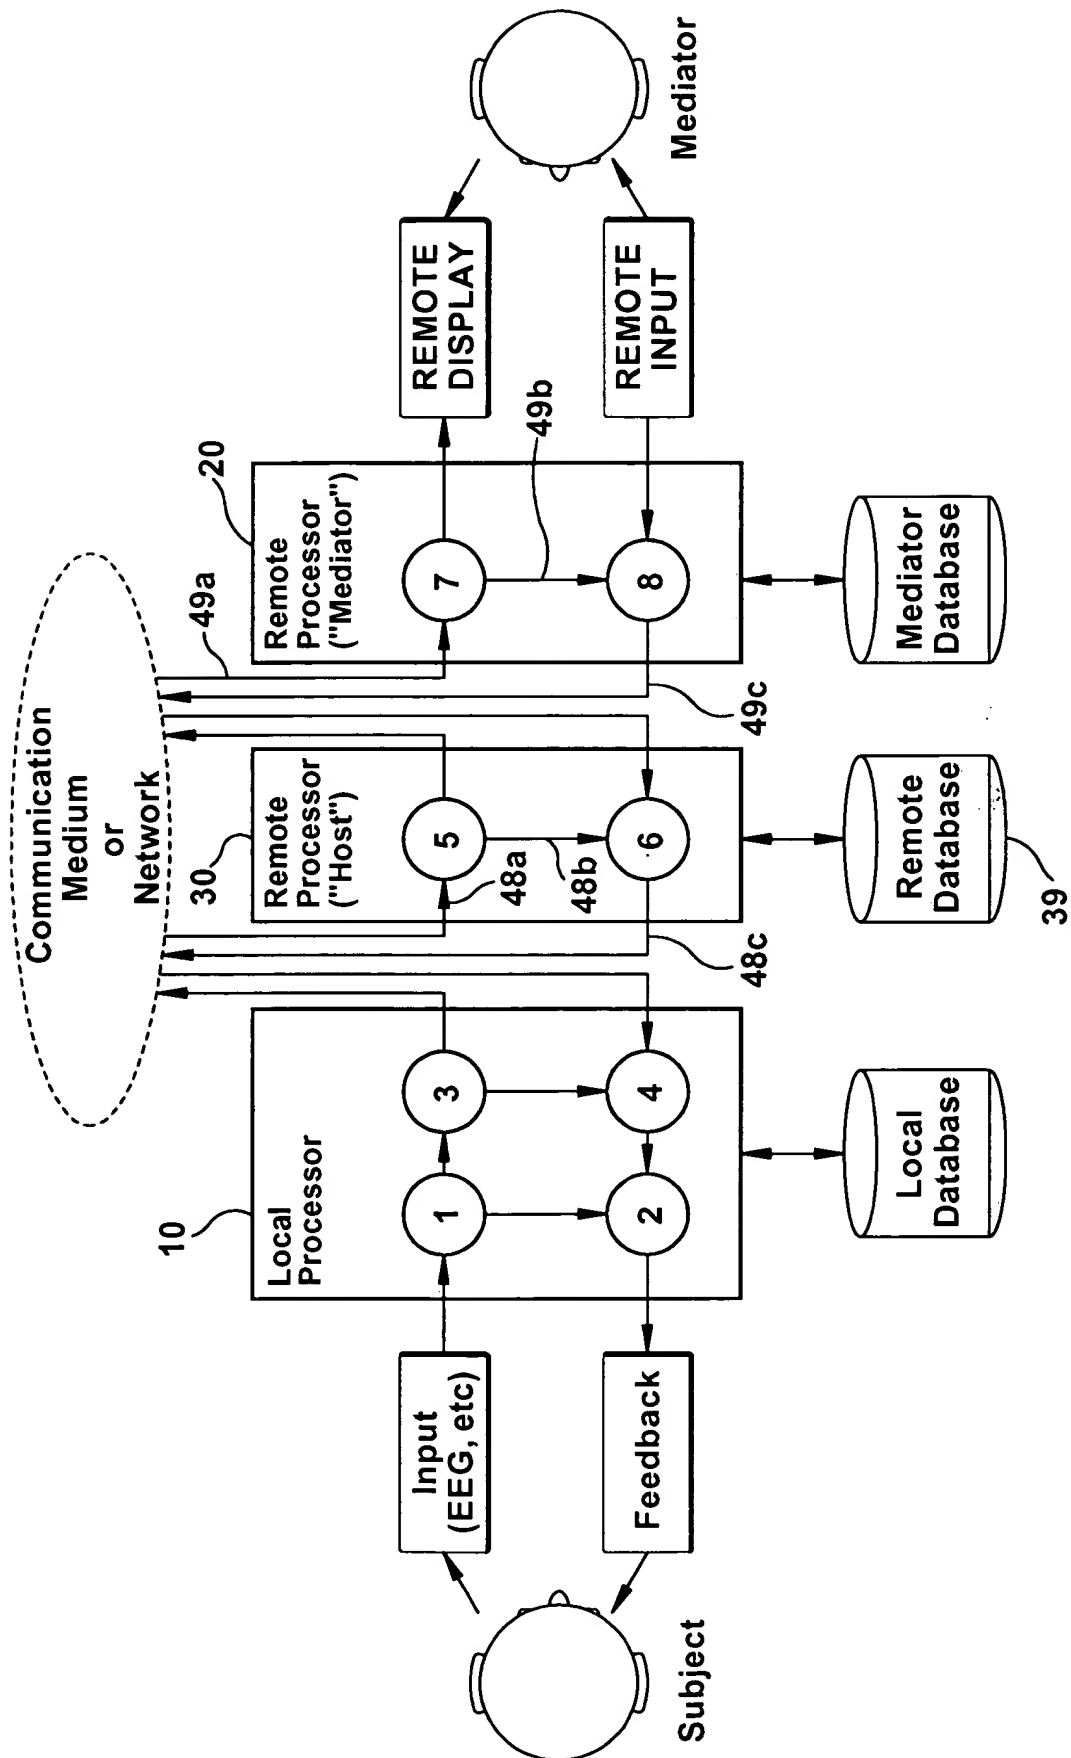 Communication
Medium
or
Network
10
30
49a
20
Local
Processor
Remote
Processor
("Host")
Remote
Processor
("Mediator")
Input
(EEG, etc)
1
3
5
7
48a
REMOTE
DISPLAY
48b
49b
Subject
Mediator
Feedback
2
4
6
8
REMOTE
INPUT
48c
49c
Local
Database
Remote
Database
Mediator
Database
39